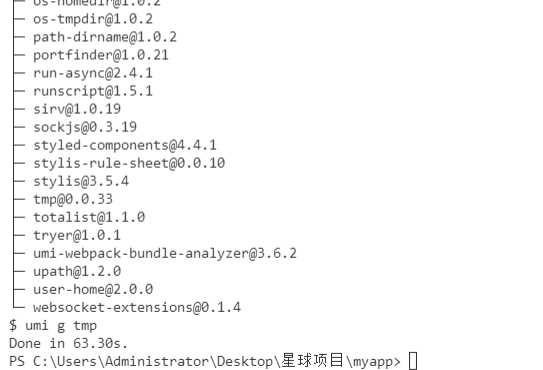 ├─ os-homedir@1.0.2
├─ os-tmpdir@1.0.2
├─ path-dirname@1.0.2
├─ portfinder@1.0.21
├─ run-async@2.4.1
├─ runscript@1.5.1
├─ sirv@1.0.19
├─ sockjs@0.3.19
├─ styled-components@4.4.1
├─ stylis-rule-sheet@0.0.10
├─ stylis@3.5.4
├─ tmp@0.0.33
├─ totalist@1.1.0
├─ tryer@1.0.1
├─ umi-webpack-bundle-analyzer@3.6.2
├─ upath@1.2.0
├─ user-home@2.0.0
└─ websocket-extensions@0.1.4
$ umi g tmp
Done in 63.30s.
PS C:\Users\Administrator\Desktop\星球项目\myapp>